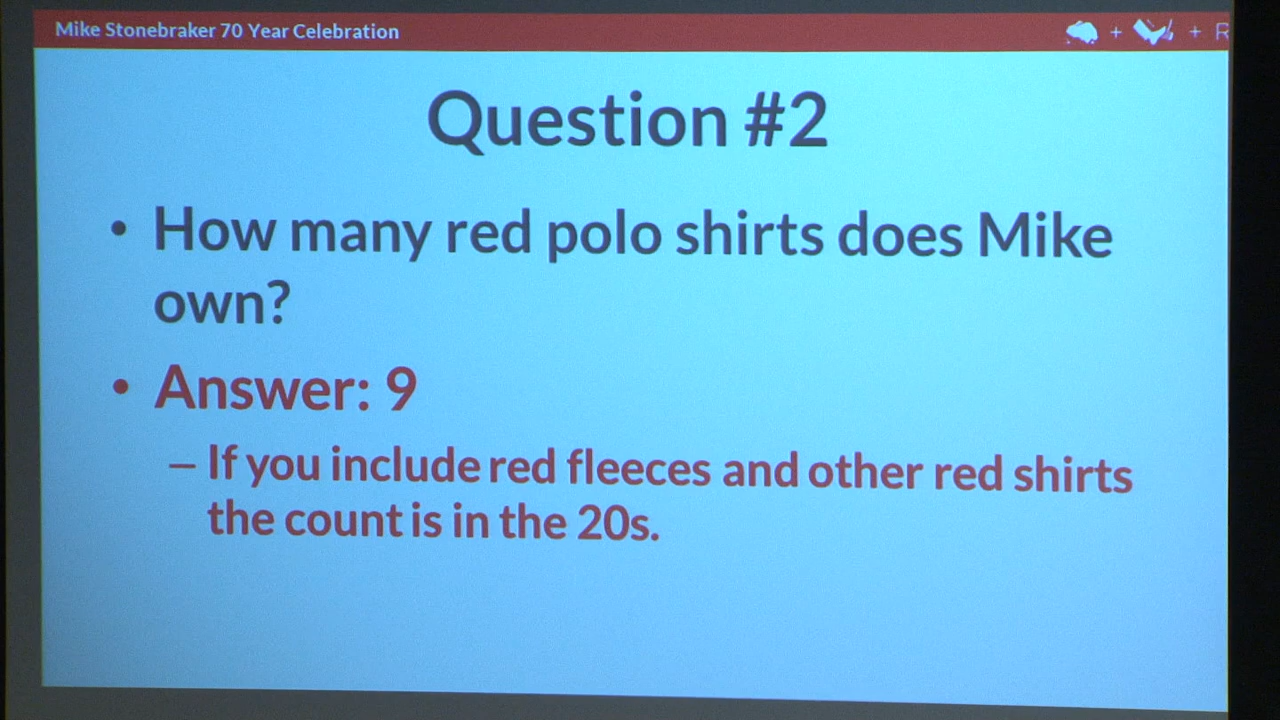 Mike Stonebraker 70 Year Celebration
+ + R
Question #2
• How many red polo shirts does Mike
own?
• Answer: 9
– If you include red fleeces and other red shirts
the count is in the 20s.